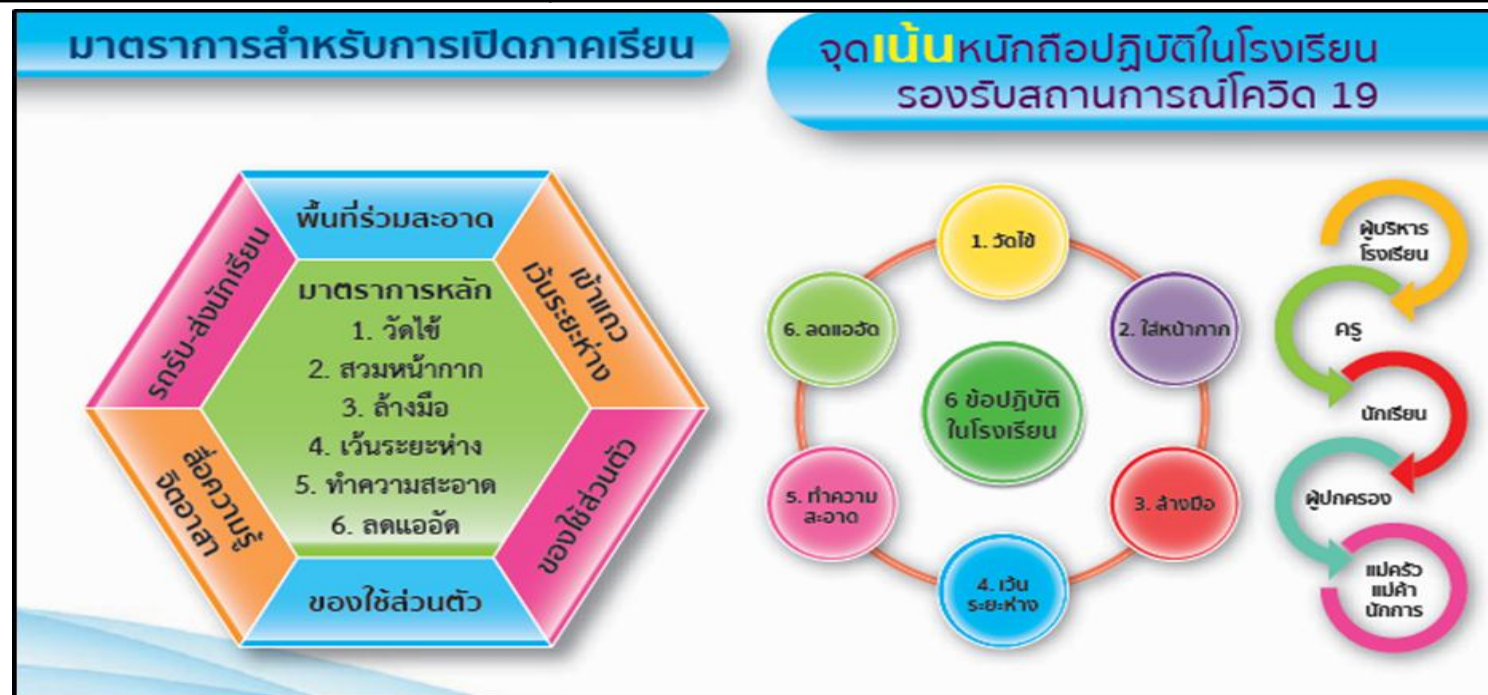 มาตราการสำหรับการเปิดภาคเรียน
พื้นที่ร่วมสะอาด
เข้าแถว
เว้นระยะห่าง
ของใช้ส่วนตัว
ของใช้ส่วนตัว
สื่อความรู้
จิตอาสา
รถรับ-ส่งนักเรียน
มาตราการหลัก
1. วัดไข้
2. สวมหน้ากาก
3. ล้างมือ
4. เว้นระยะห่าง
5. ทำความสะอาด
6. ลดแออัด
จุดเน้นหนักถือปฏิบัติในโรงเรียน
รองรับสถานการณ์โควิด 19
1. วัดไข้
2. ใส่หน้ากาก
3. ล้างมือ
4. เว้น
ระยะห่าง
5. ทำความ
สะอาด
6. ลดแออัด
6 ข้อปฏิบัติ
ในโรงเรียน
ผู้บริหาร
โรงเรียน
ครู
นักเรียน
ผู้ปกครอง
แม่ครัว
แม่ค้า
นักการ